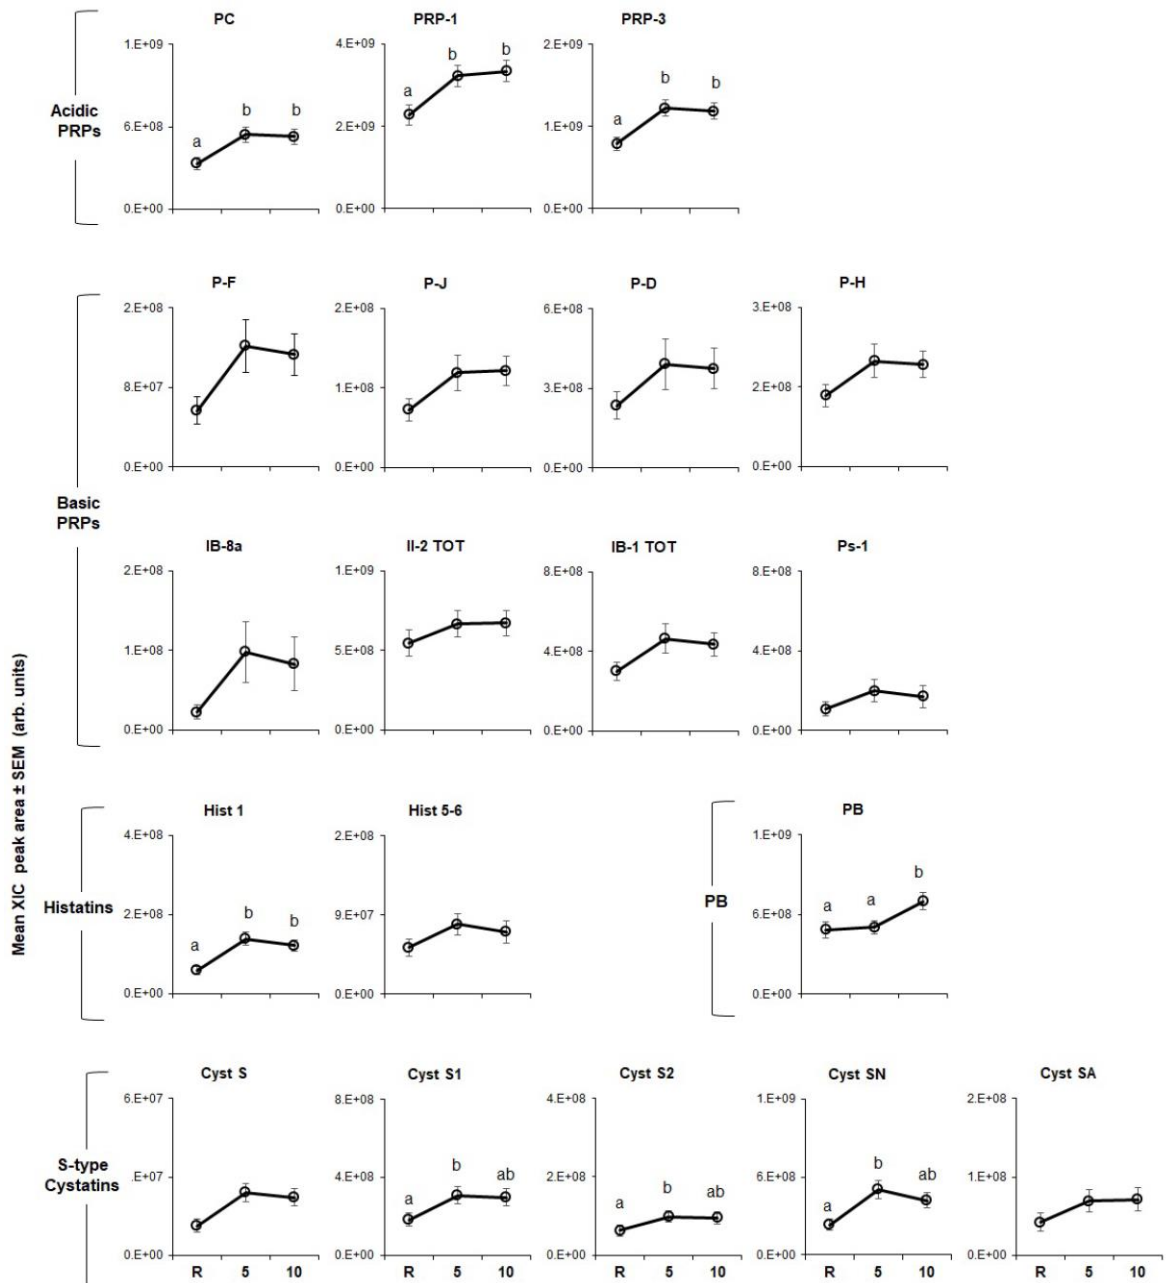 PC PRP-1 PRP-3
1.E+09 4.E+09 2.E+09
b b
b b b b
a
Acidic
PRPs
6.E+08 a 2.E+09 1.E+09 a
0.E+00 0.E+00 0.E+00
P-F P-J P-D P-H
2.E+08 2.E+08 6.E+08 3.E+08
8.E+07 1.E+08 3.E+08 2.E+08
0.E+00 0.E+00 0.E+00 0.E+00
Basic
PRPs
IB-8a II-2 TOT IB-1 TOT Ps-1
2.E+08 1.E+09 8.E+08 8.E+08
1.E+08 5.E+08 4.E+08 4.E+08
0.E+00 0.E+00 0.E+00 0.E+00
Mean XIC peak area ± SEM (arb. units)
Hist 1 Hist 5-6 PB
4.E+08 2.E+08 1.E+09
b
a a
Histatins 2.E+08 b b 9.E+07 PB 6.E+08
a
0.E+00 0.E+00 0.E+00
Cyst S Cyst S1 Cyst S2 Cyst SN Cyst SA
6.E+07 8.E+08 4.E+08 1.E+09 2.E+08
S-type
Cystatins
.E+07 4.E+08 2.E+08 6.E+08 1.E+08
a b ab a b ab a b ab
0.E+00 0.E+00 0.E+00 0.E+00 0.E+00
R 5 10 R 5 10 R 5 10 R 5 10 R 5 10